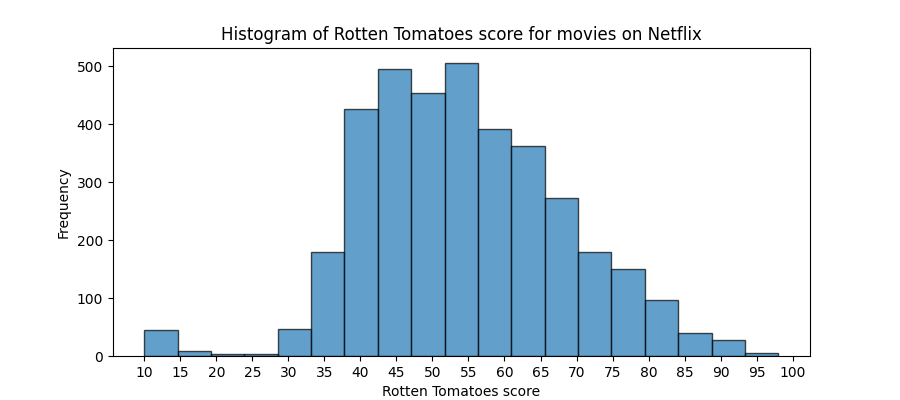 Histogram of Rotten Tomatoes score for movies on Netflix
500
400
300
200
100
0
Frequency
10 15 20 25 30 35 40 45 50 55 60 65 70 75 80 85 90 95 100
Rotten Tomatoes score